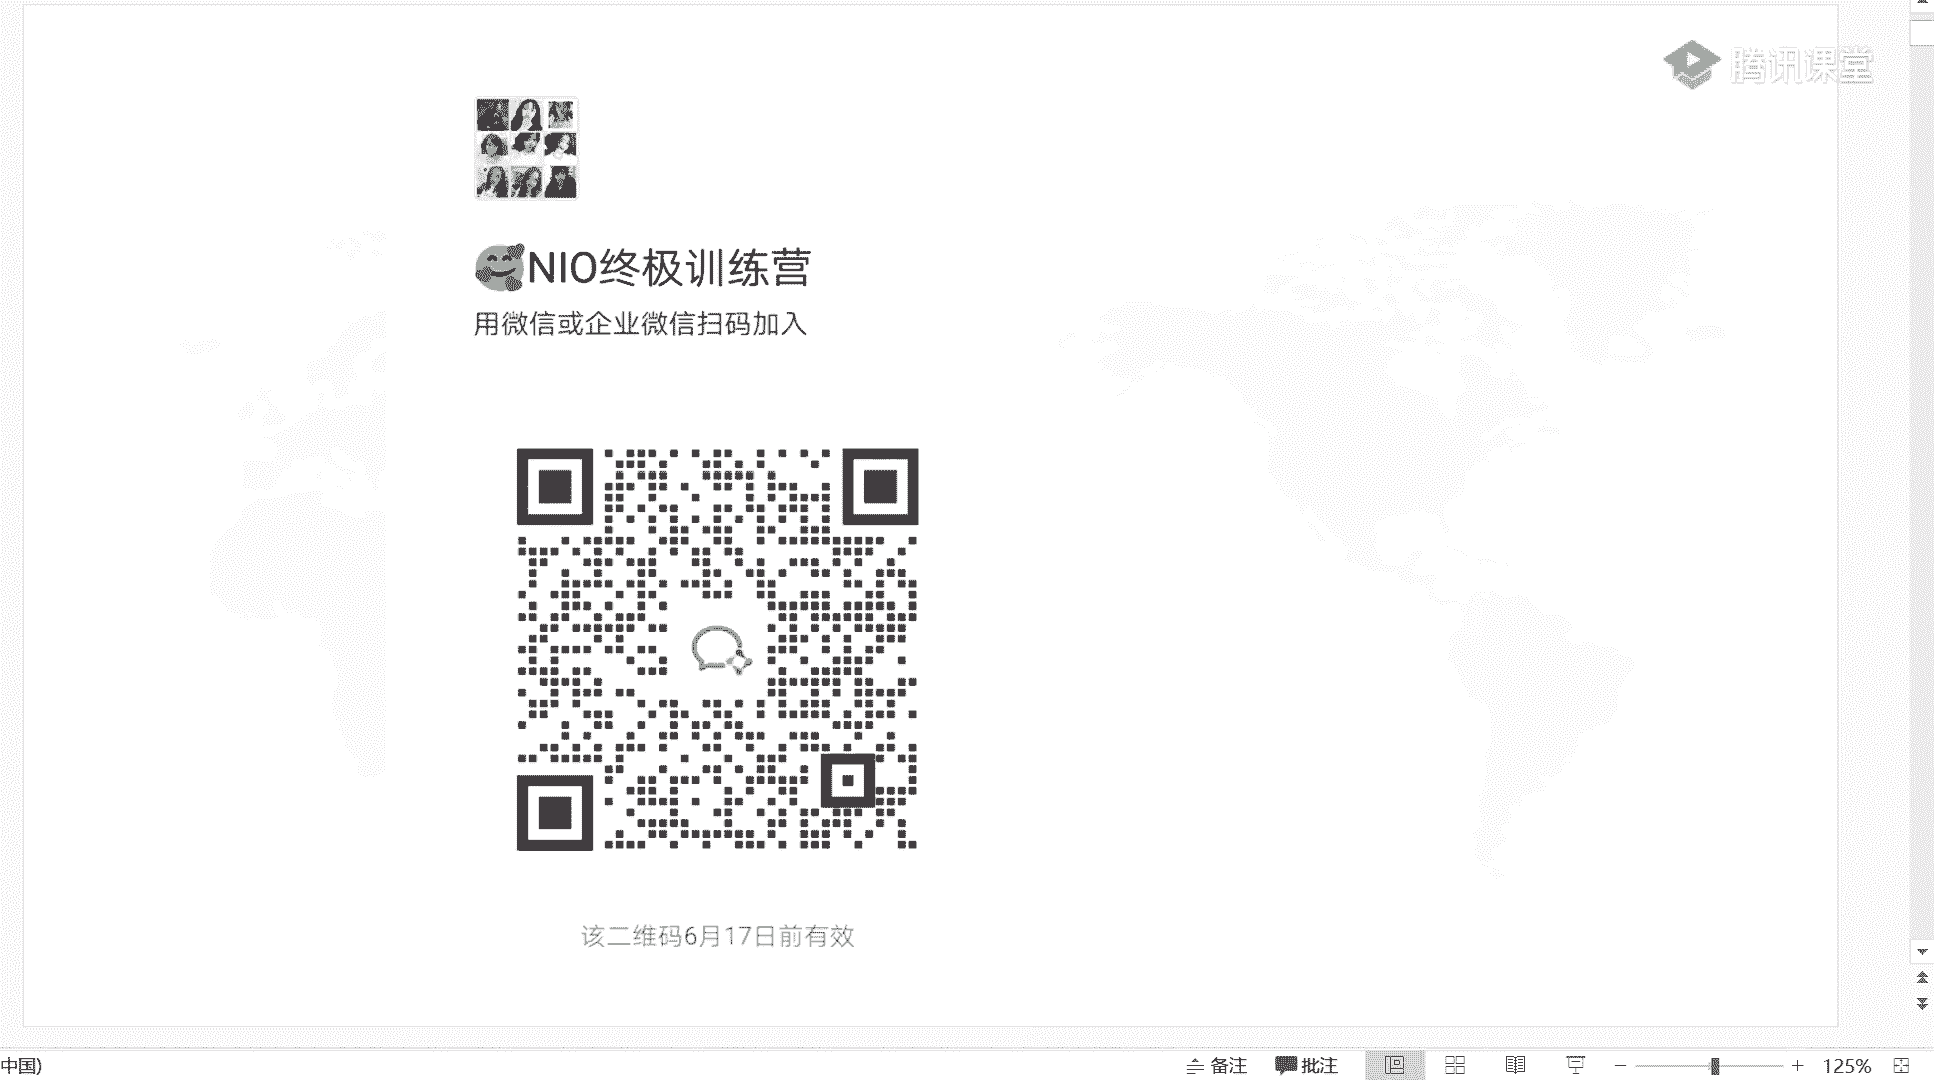 腾讯课堂
🥰NIO终极训练营
用微信或企业微信扫码加入
该二维码6月17日前有效
中国)
备注
批注
125%